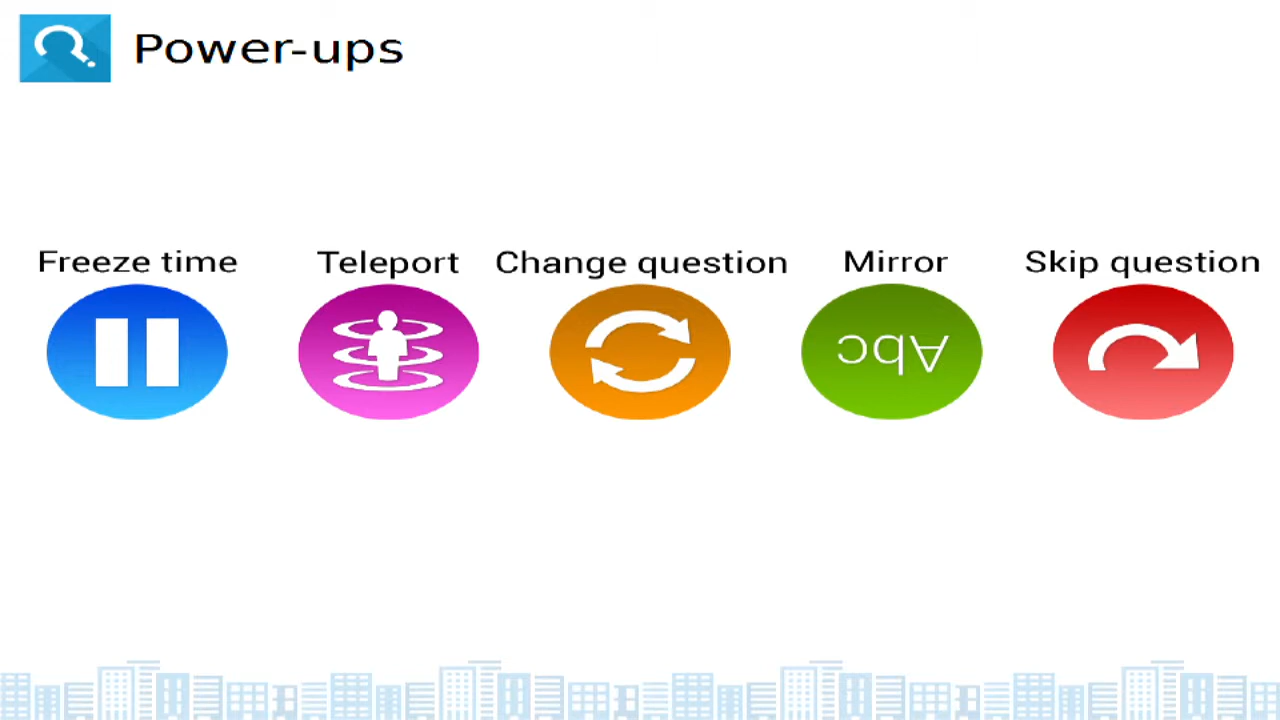 Power-ups
Freeze time
Teleport
Change question
Mirror
Skip question
Abc